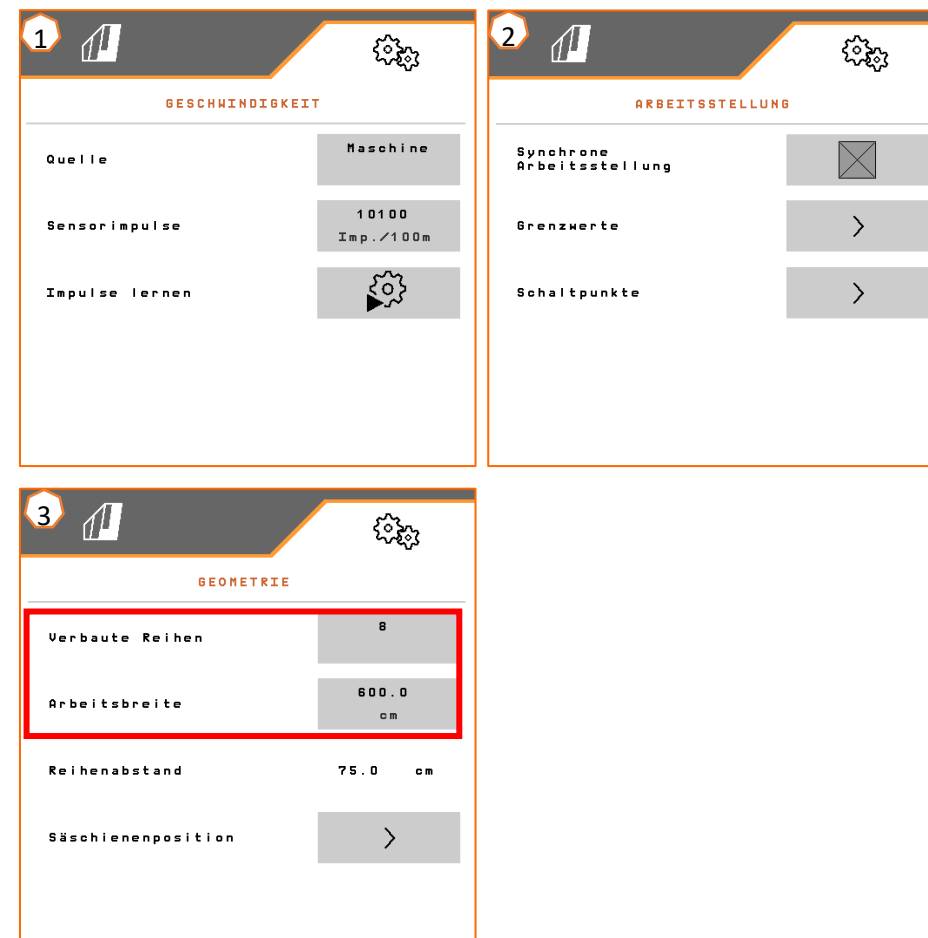 1
GESCHWINDIGKEIT
Quelle
Maschine
Sensorimpulse
10100
Imp./100m
Impulse lernen
2
ARBEITSSTELLUNG
Synchrone
Arbeitsstellung
Grenzwerte
Schaltpunkte
3
GEOMETRIE
Verbaute Reihen
8
Arbeitsbreite
600.0
cm
Reihenabstand
75.0 cm
Säschienenposition